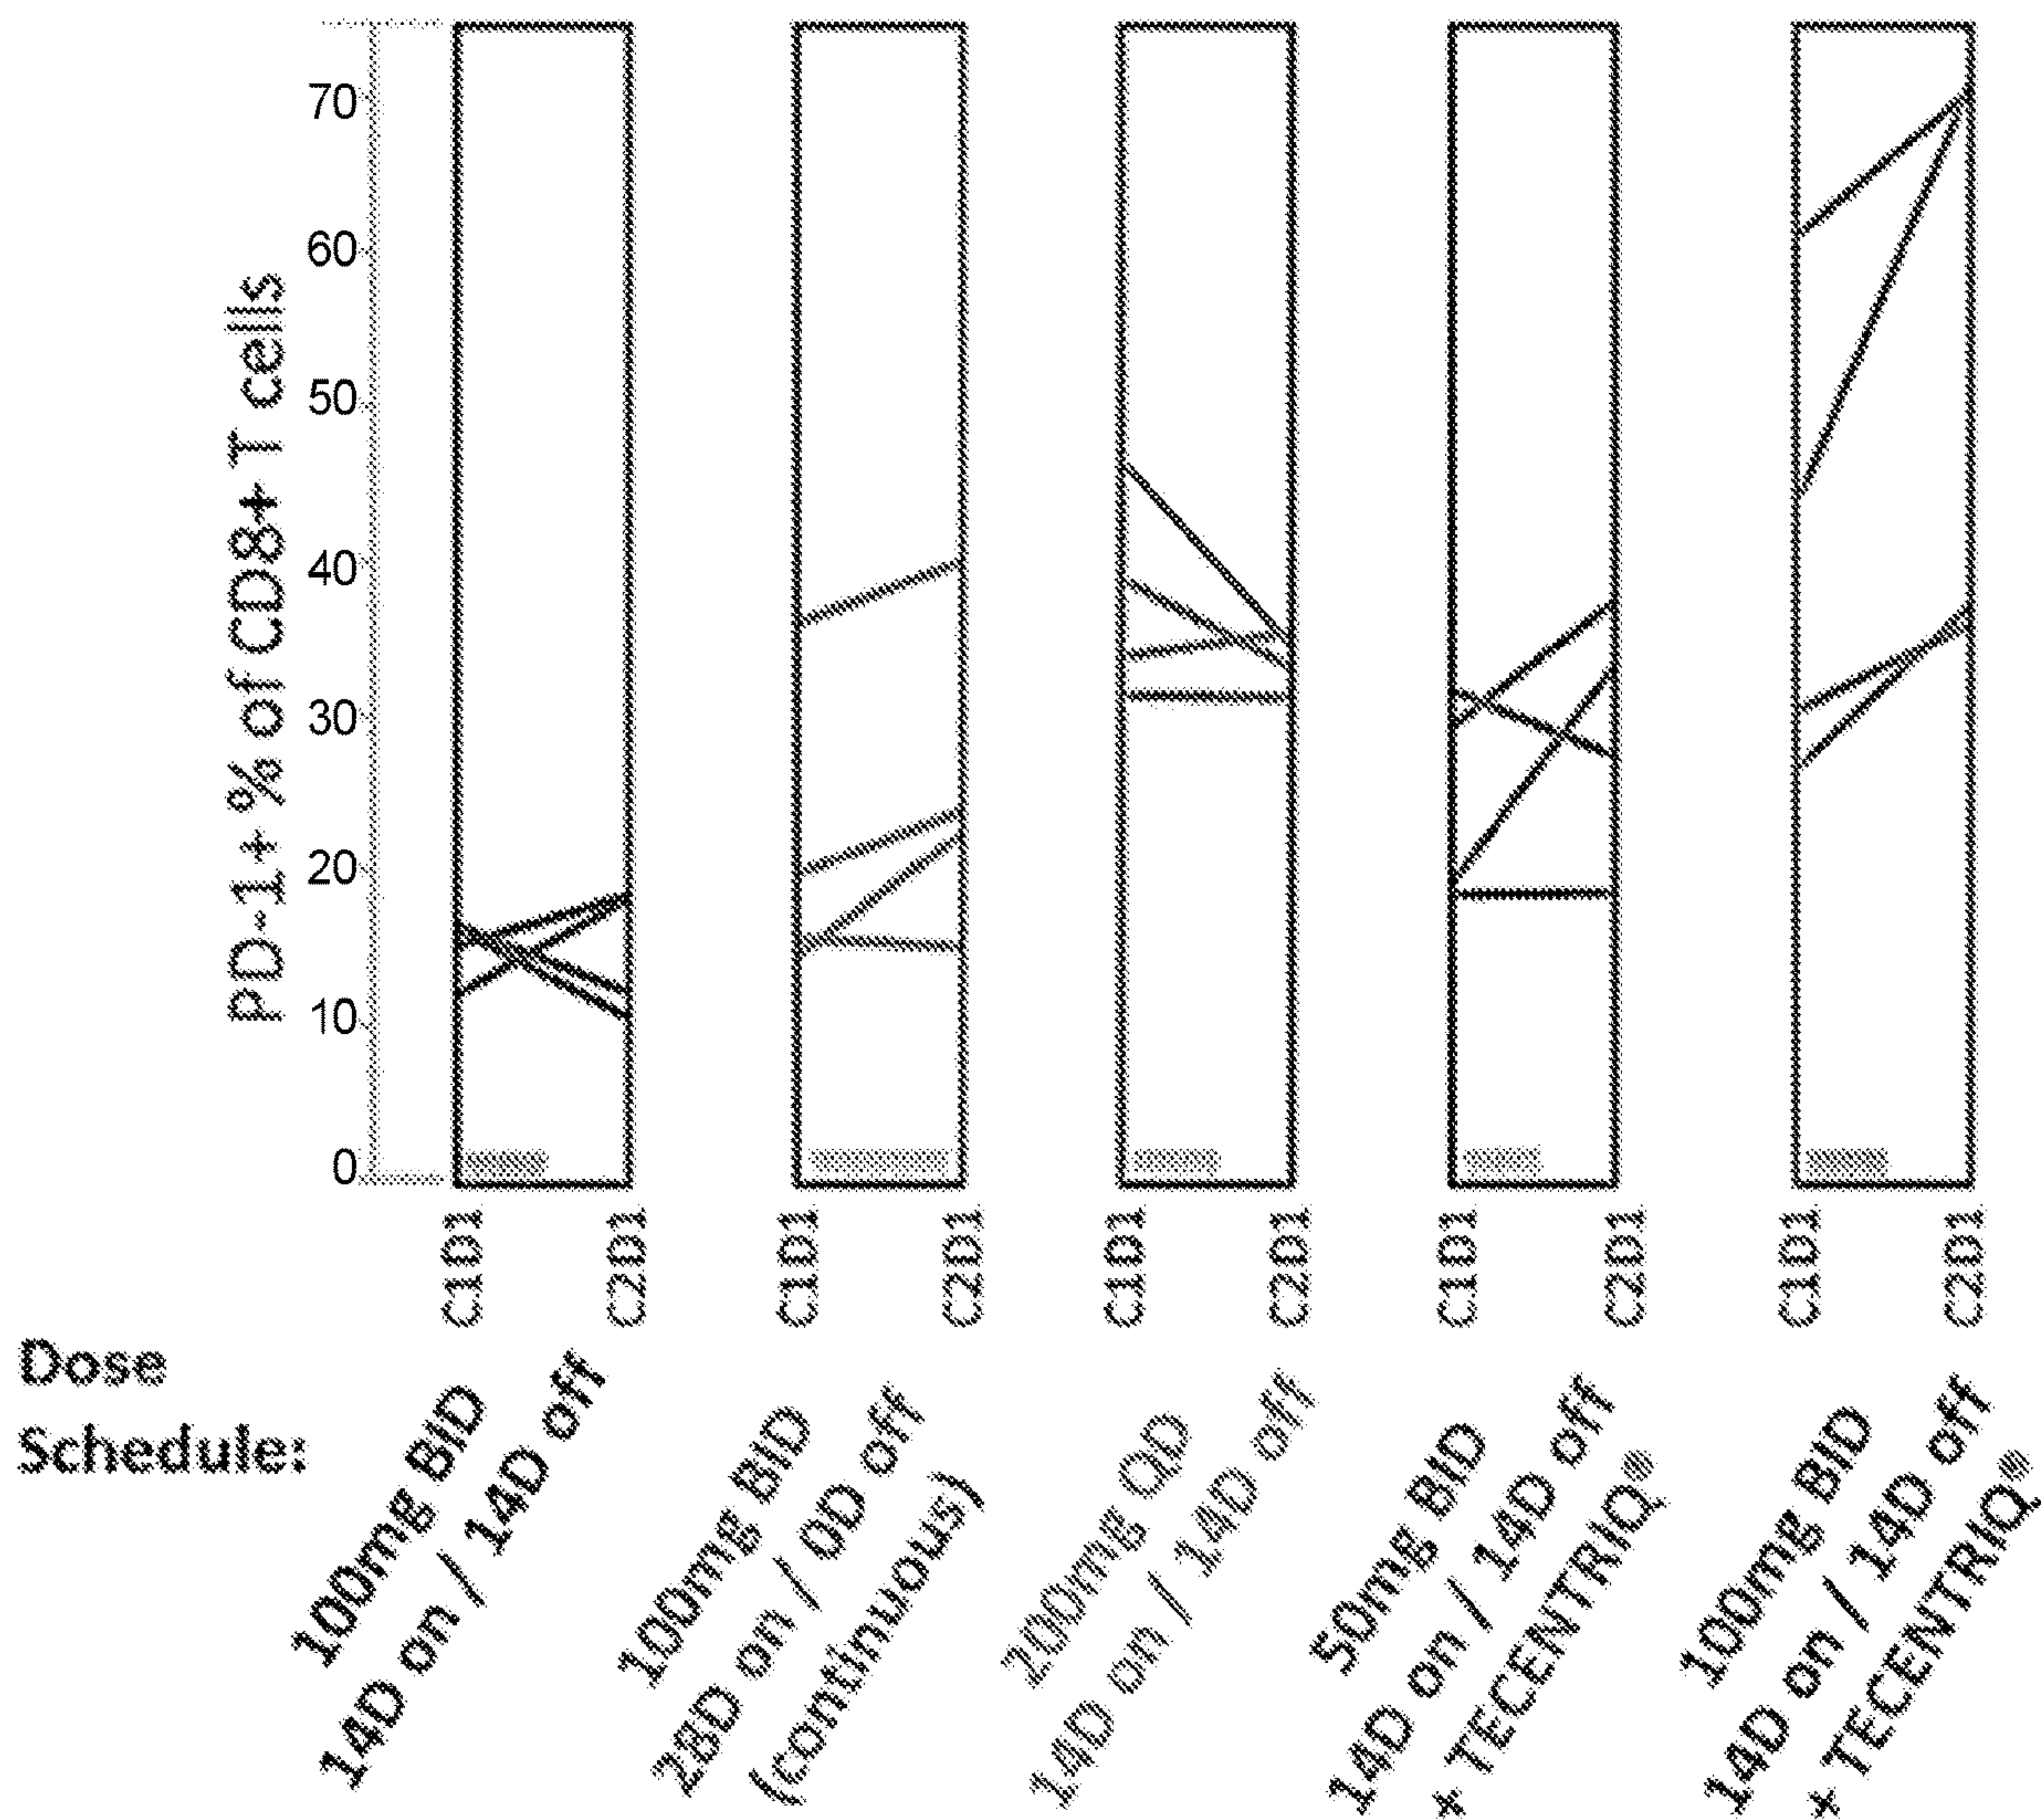 PD-1+ % of CD8+ T cells
70
60
50
40
30
20
10
0
C1D1
C2D1
C1D1
C2D1
C1D1
C2D1
C1D1
C2D1
C1D1
C2D1
Dose
Schedule:
100mg BID
14D on / 14D off
100mg BID
28D on / 0D off
(continuous)
200mg QD
14D on / 14D off
50mg BID
14D on / 14D off
+ TECENTRIQ®
100mg BID
14D on / 14D off
+ TECENTRIQ®